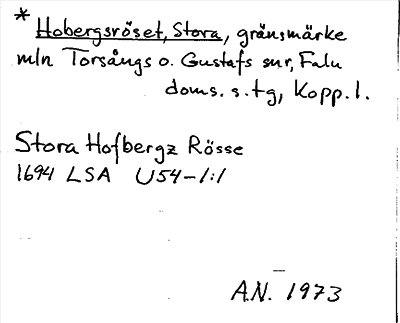 * Hobergsröset, Stora, gränsmärke
mln Torsångs o. Gustafs snr, Falu
doms. s. tg, Kopp. l.
Stora Hofbergz Rösse
1694 LSA U54-1:1
A.N. 1973